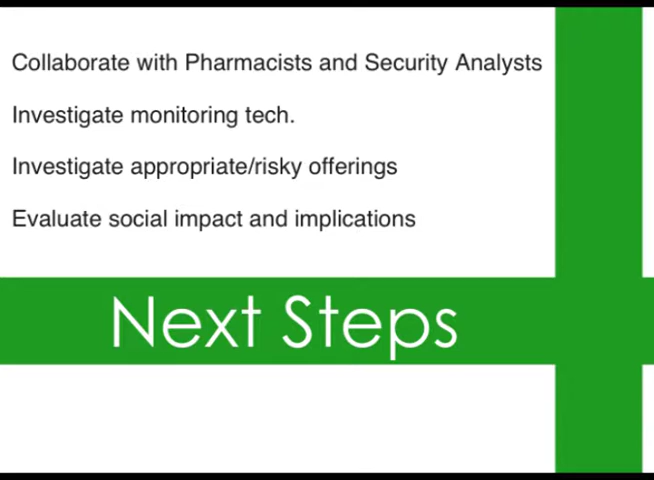 Collaborate with Pharmacists and Security Analysts
Investigate monitoring tech.
Investigate appropriate/risky offerings
Evaluate social impact and implications
Next Steps